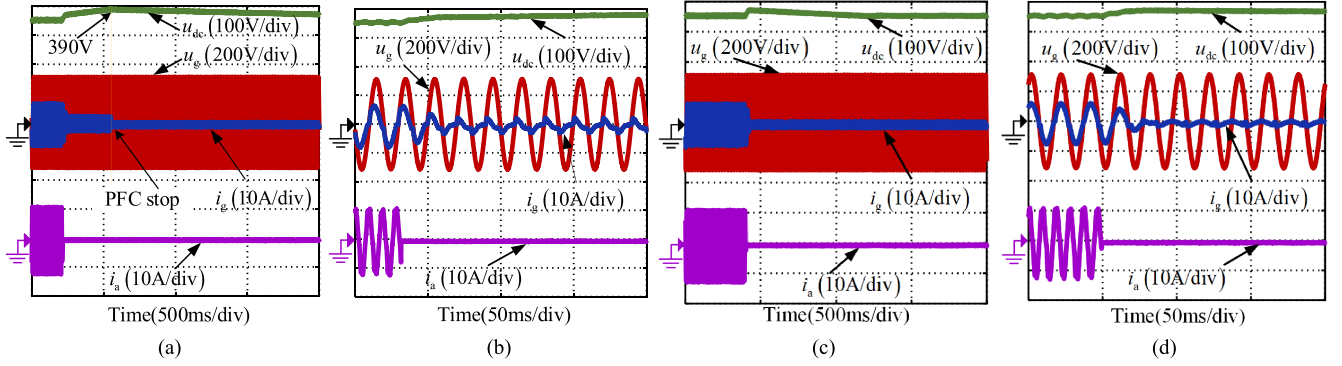 390V
u_dc (100V/div)
u_g (200V/div)
PFC stop
i_g (10A/div)
i_a (10A/div)
Time(500ms/div)
(a)
u_g (200V/div)
u_dc (100V/div)
i_g (10A/div)
i_a (10A/div)
Time(50ms/div)
(b)
u_g (200V/div)
u_dc (100V/div)
i_g (10A/div)
i_a (10A/div)
Time(500ms/div)
(c)
u_g (200V/div)
u_dc (100V/div)
i_g (10A/div)
i_a (10A/div)
Time(50ms/div)
(d)